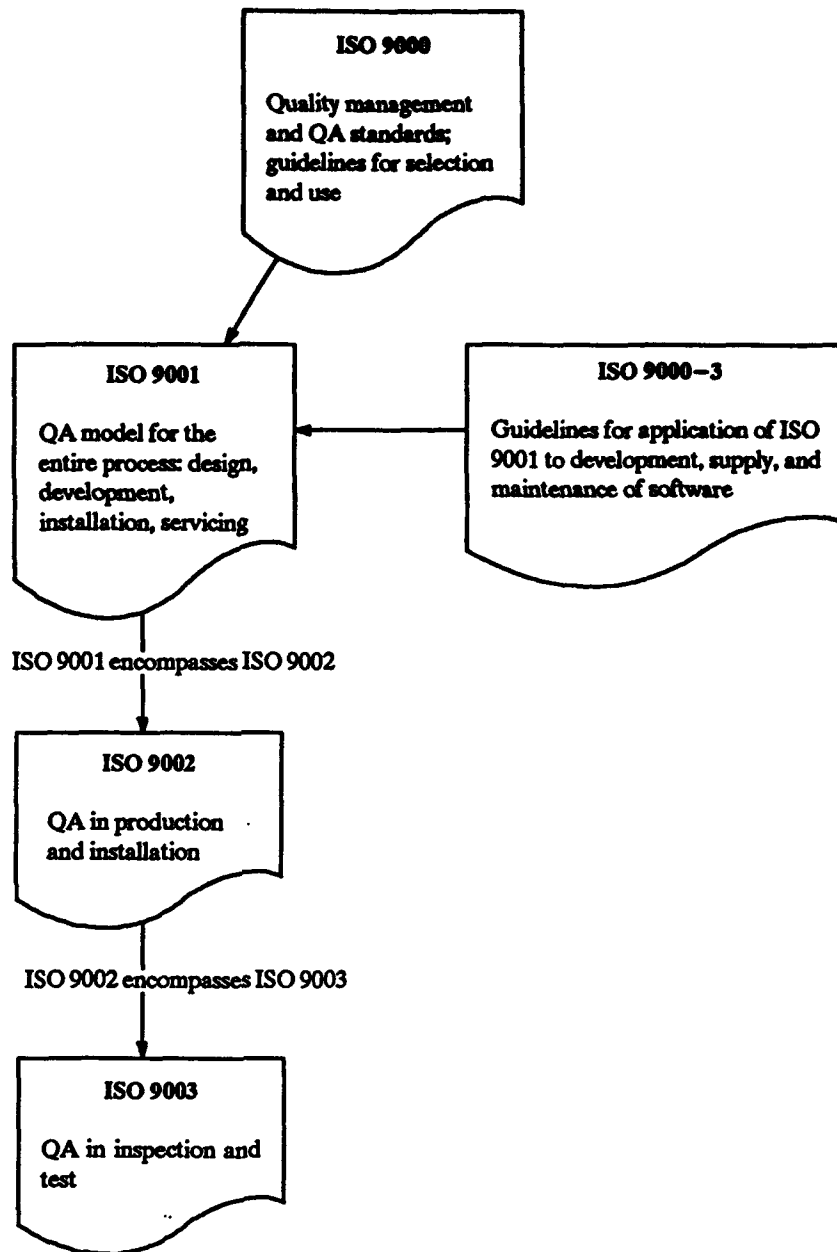 ISO 9000
Quality management
and QA standards;
guidelines for selection
and use
ISO 9001
QA model for the
entire process: design,
development,
installation, servicing
ISO 9000-3
Guidelines for application of ISO
9001 to development, supply, and
maintenance of software
ISO 9001 encompasses ISO 9002
ISO 9002
QA in production
and installation
ISO 9002 encompasses ISO 9003
ISO 9003
QA in inspection and
test